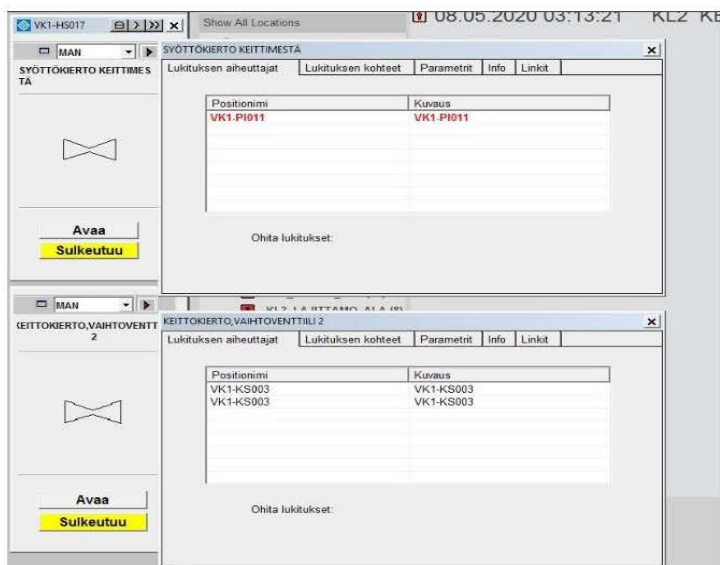 VK1-HS017
Show All Locations
08.05.2020 03:13:21 KL2 KE
MAN
SYÖTTÖKIERTO KEITTIMES
TÄ
Avaa
Sulkeutuu
SYÖTTÖKIERTO KEITTIMESTÄ
Lukituksen aiheuttajat Lukituksen kohteet Parametrit Info Linkit
Positionimi Kuvaus
VK1-PI011 VK1-PI011
Ohita lukitukset:
MAN
KEITTOKIERTO,VAIHTOVENTT
2
Avaa
Sulkeutuu
KEITTOKIERTO,VAIHTOVENTTIILI 2
Lukituksen aiheuttajat Lukituksen kohteet Parametrit Info Linkit
Positionimi Kuvaus
VK1-KS003 VK1-KS003
VK1-KS003 VK1-KS003
Ohita lukitukset: